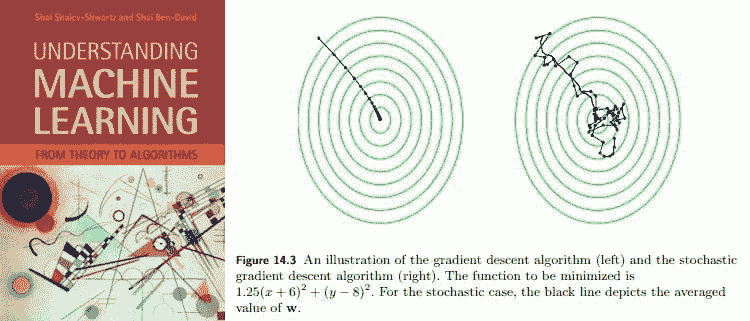 Shai Shalev-Shwartz and Shai Ben-David
UNDERSTANDING
MACHINE
LEARNING
FROM THEORY TO ALGORITHMS
Figure 14.3 An illustration of the gradient descent algorithm (left) and the stochastic
gradient descent algorithm (right). The function to be minimized is
1.25(x + 6)² + (y − 8)². For the stochastic case, the black line depicts the averaged
value of w.